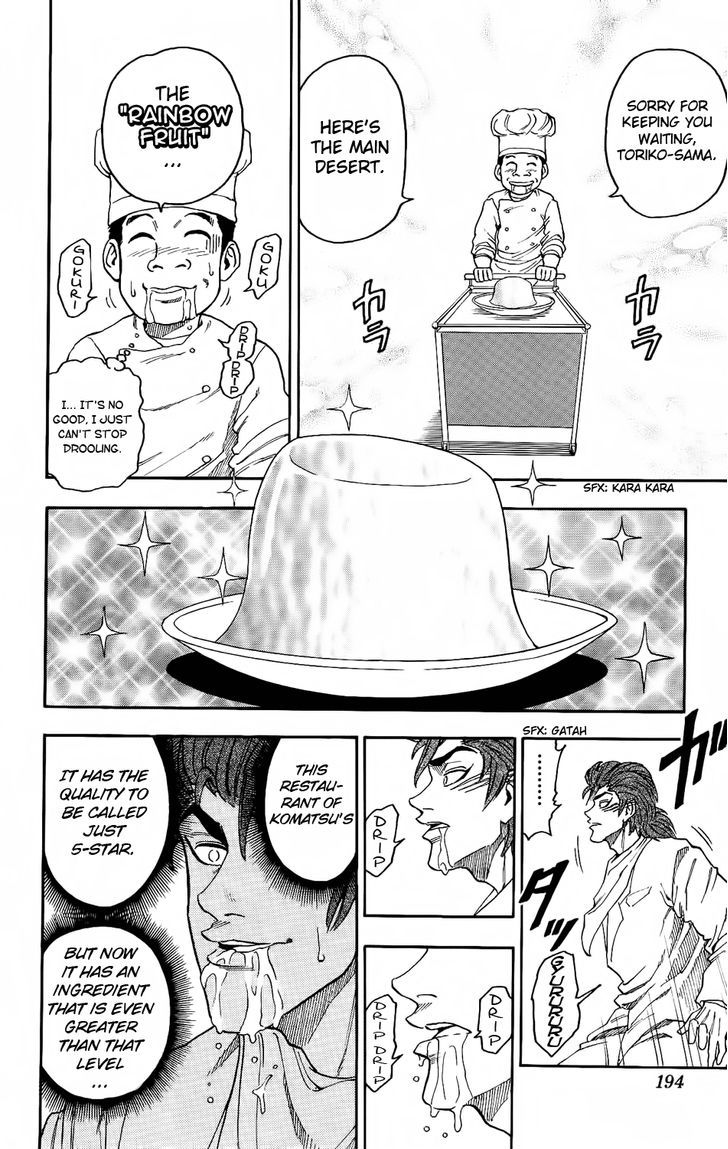 SORRY FOR
KEEPING YOU
WAITING,
TORIKO-SAMA.
HERE'S
THE MAIN
DESERT.
カラ
カラ
SFX: KARA KARA
THE
"RAINBOW
FRUIT"
...
GOKU
GOKURI
DRIP DRIP
I... IT'S NO
GOOD, I JUST
CAN'T STOP
DROOLING.
SFX: GATAH
ガタッ
.........
GYURURURU
DRIP
DRIP
DRIP DRIP
THIS
RESTAU-
RANT OF
KOMATSU'S
IT HAS THE
QUALITY TO
BE CALLED
JUST
5-STAR.
BUT NOW
IT HAS AN
INGREDIENT
THAT IS EVEN
GREATER
THAN THAT
LEVEL
...
194